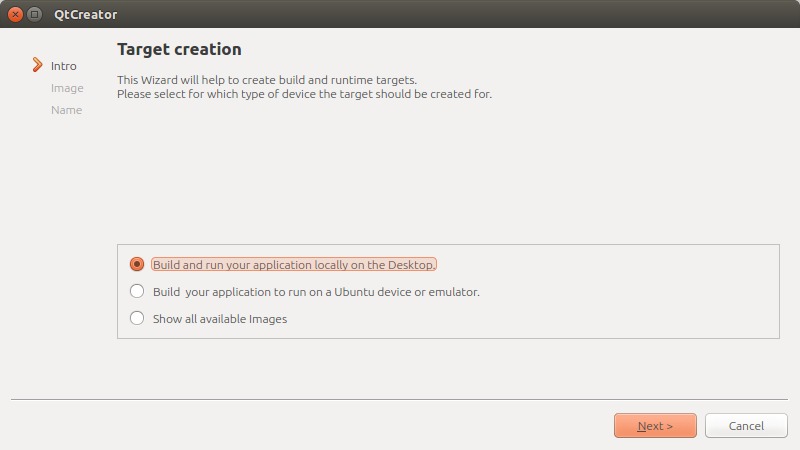 QtCreator
Target creation
Intro
Image
Name
This Wizard will help to create build and runtime targets.
Please select for which type of device the target should be created for.
Build and run your application locally on the Desktop.
Build  your application to run on a Ubuntu device or emulator.
Show all available Images
Next >
Cancel